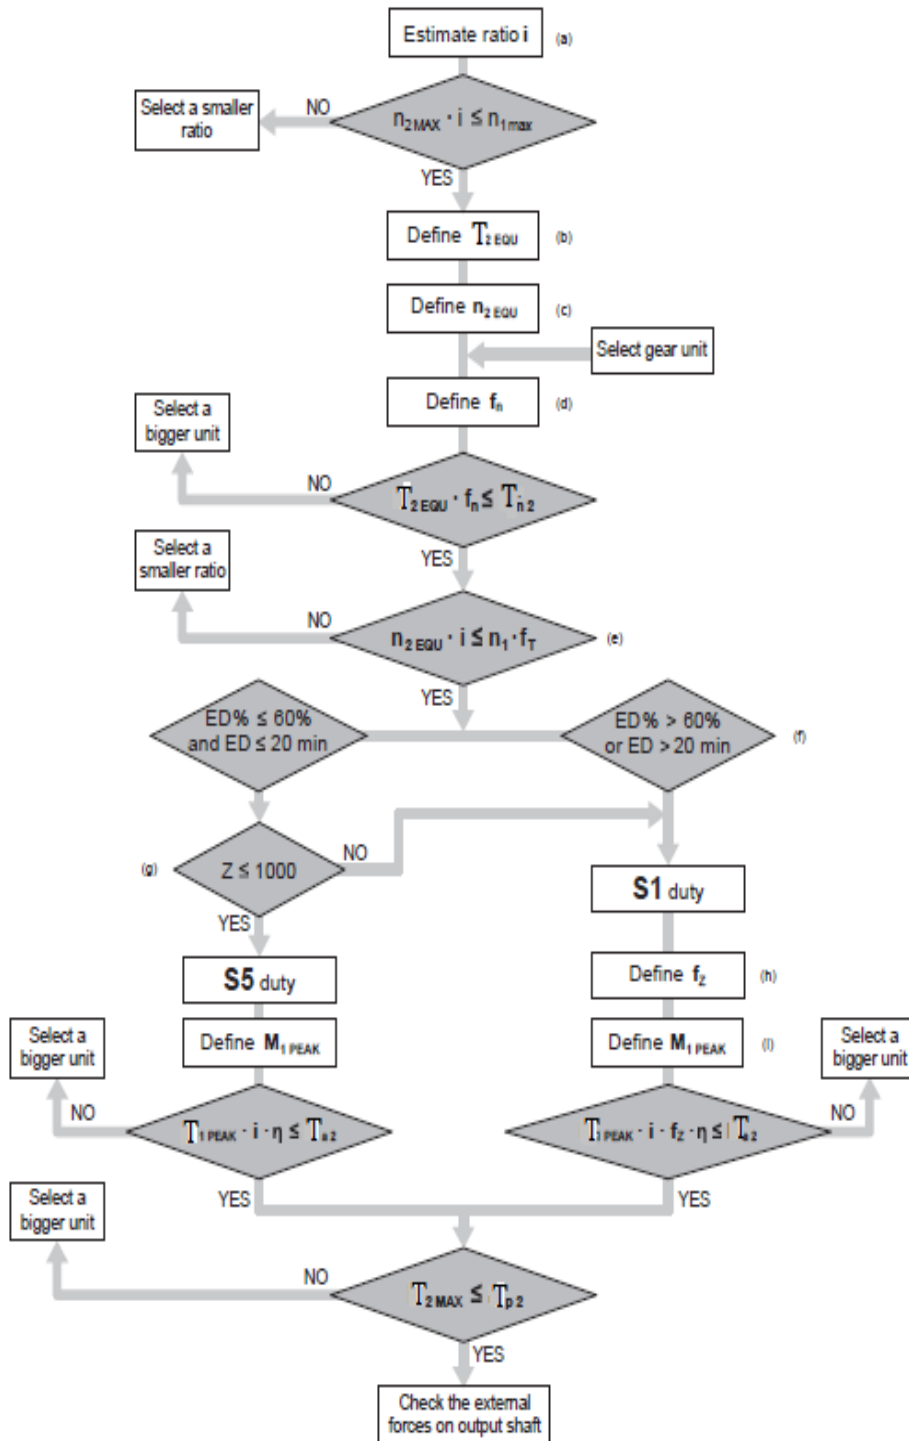 Estimate ratio i (a)
n2 MAX · i ≤ n1 max
NO
Select a smaller
ratio
YES
Define T2 EQU (b)
Define n2 EQU (c)
Select gear unit
Define fn (d)
Select a
bigger unit
NO
T2 EQU · fn ≤ Tn 2
YES
Select a
smaller ratio
NO
n2 EQU · i ≤ n1 · fT (e)
YES
ED% ≤ 60%
and ED ≤ 20 min
ED% > 60%
or ED > 20 min
(f)
(g)
Z ≤ 1000
NO
YES
S1 duty
S5 duty
Define fZ (h)
Define M1 PEAK
Define M1 PEAK (I)
Select a
bigger unit
Select a
bigger unit
NO
T1 PEAK · i · η ≤ Ta 2
T1 PEAK · i · fZ · η ≤ Ta 2
NO
YES
YES
Select a
bigger unit
NO
T2 MAX ≤ Tp 2
YES
Check the external
forces on output shaft